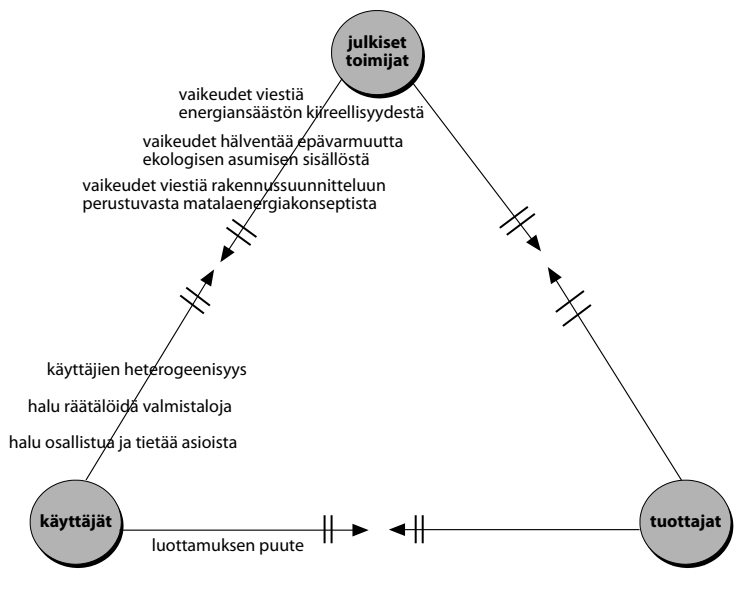 julkiset
toimijat
vaikeudet viestiä
energiansäästön kiireellisyydestä
vaikeudet hälventää epävarmuutta
ekologisen asumisen sisällöstä
vaikeudet viestiä rakennussuunnitteluun
perustuvasta matalaenergiakonseptista
käyttäjien heterogeenisyys
halu räätälöidä valmistaloja
halu osallistua ja tietää asioista
käyttäjät
tuottajat
luottamuksen puute